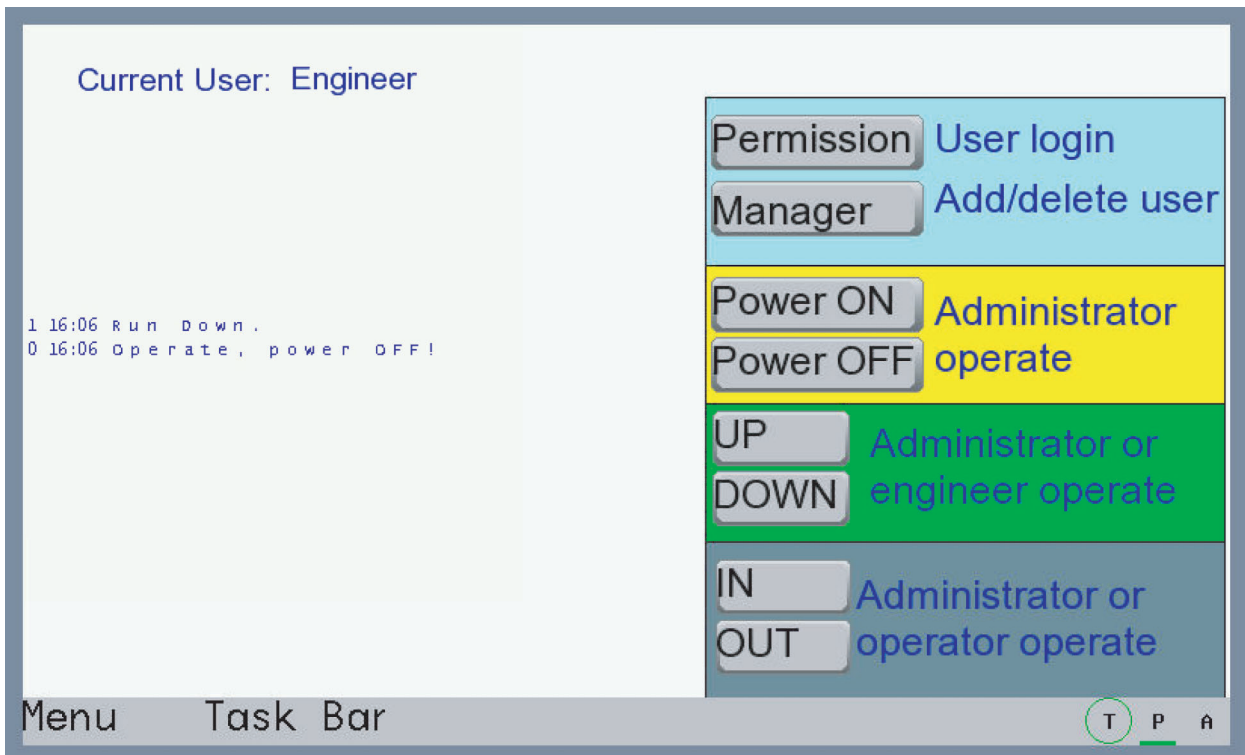 Current User: Engineer
1 16:06 Run Down.
0 16:06 Operate, power OFF!
Permission User login
Manager Add/delete user
Power ON Administrator
Power OFF operate
UP Administrator or
DOWN engineer operate
IN Administrator or
OUT operator operate
Menu Task Bar T P A